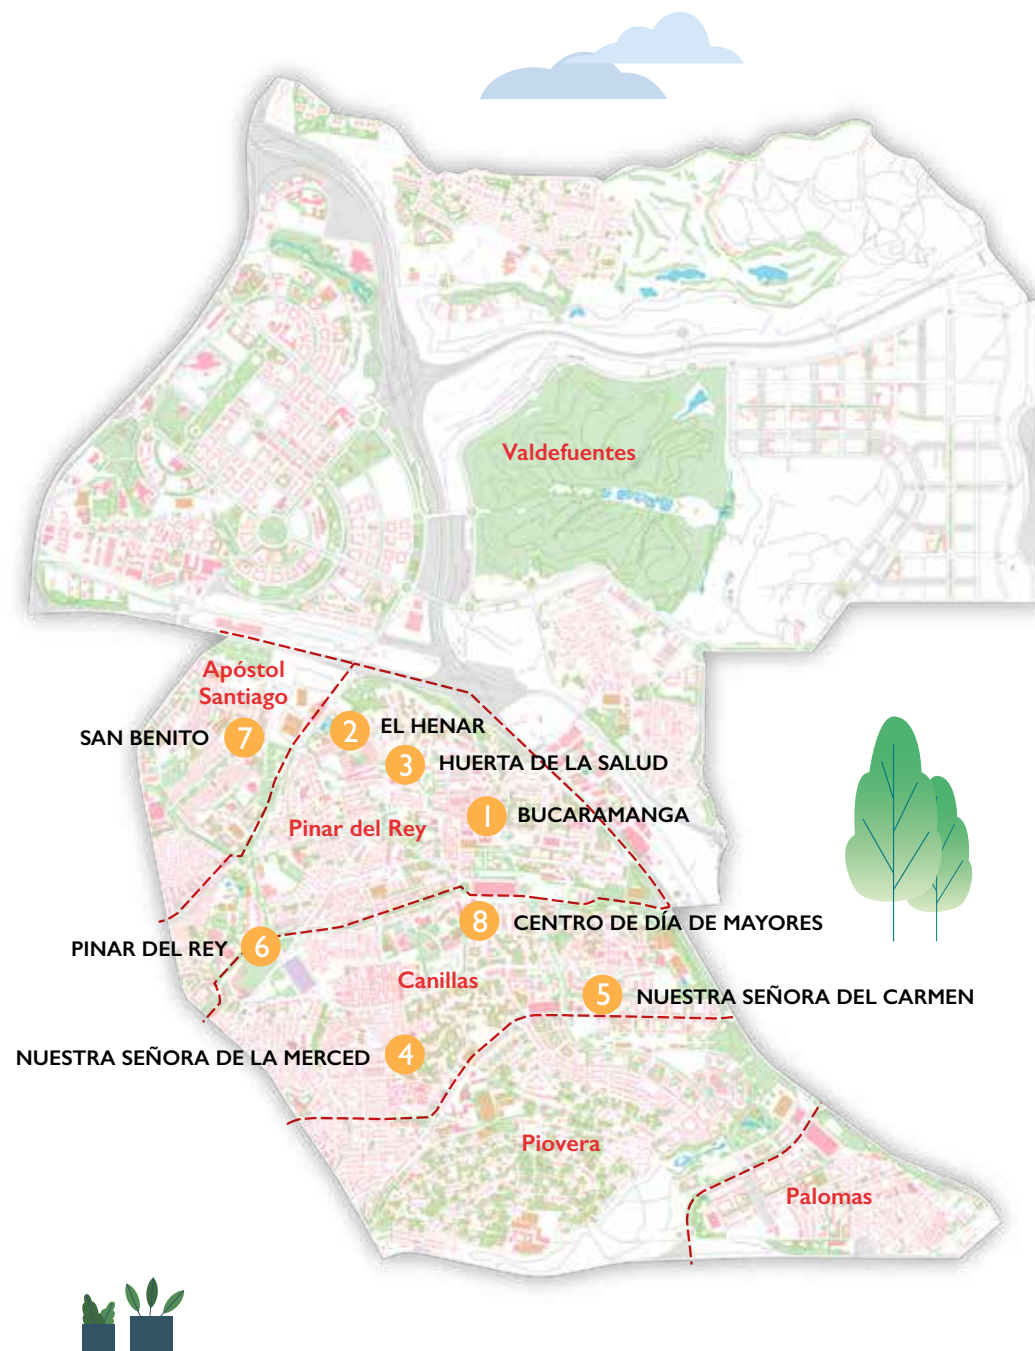 Valdefuentes
Apóstol
Santiago
SAN BENITO 7
2 EL HENAR
3 HUERTA DE LA SALUD
1 BUCARAMANGA
Pinar del Rey
8 CENTRO DE DÍA DE MAYORES
PINAR DEL REY 6
Canillas
5 NUESTRA SEÑORA DEL CARMEN
NUESTRA SEÑORA DE LA MERCED 4
Piovera
Palomas